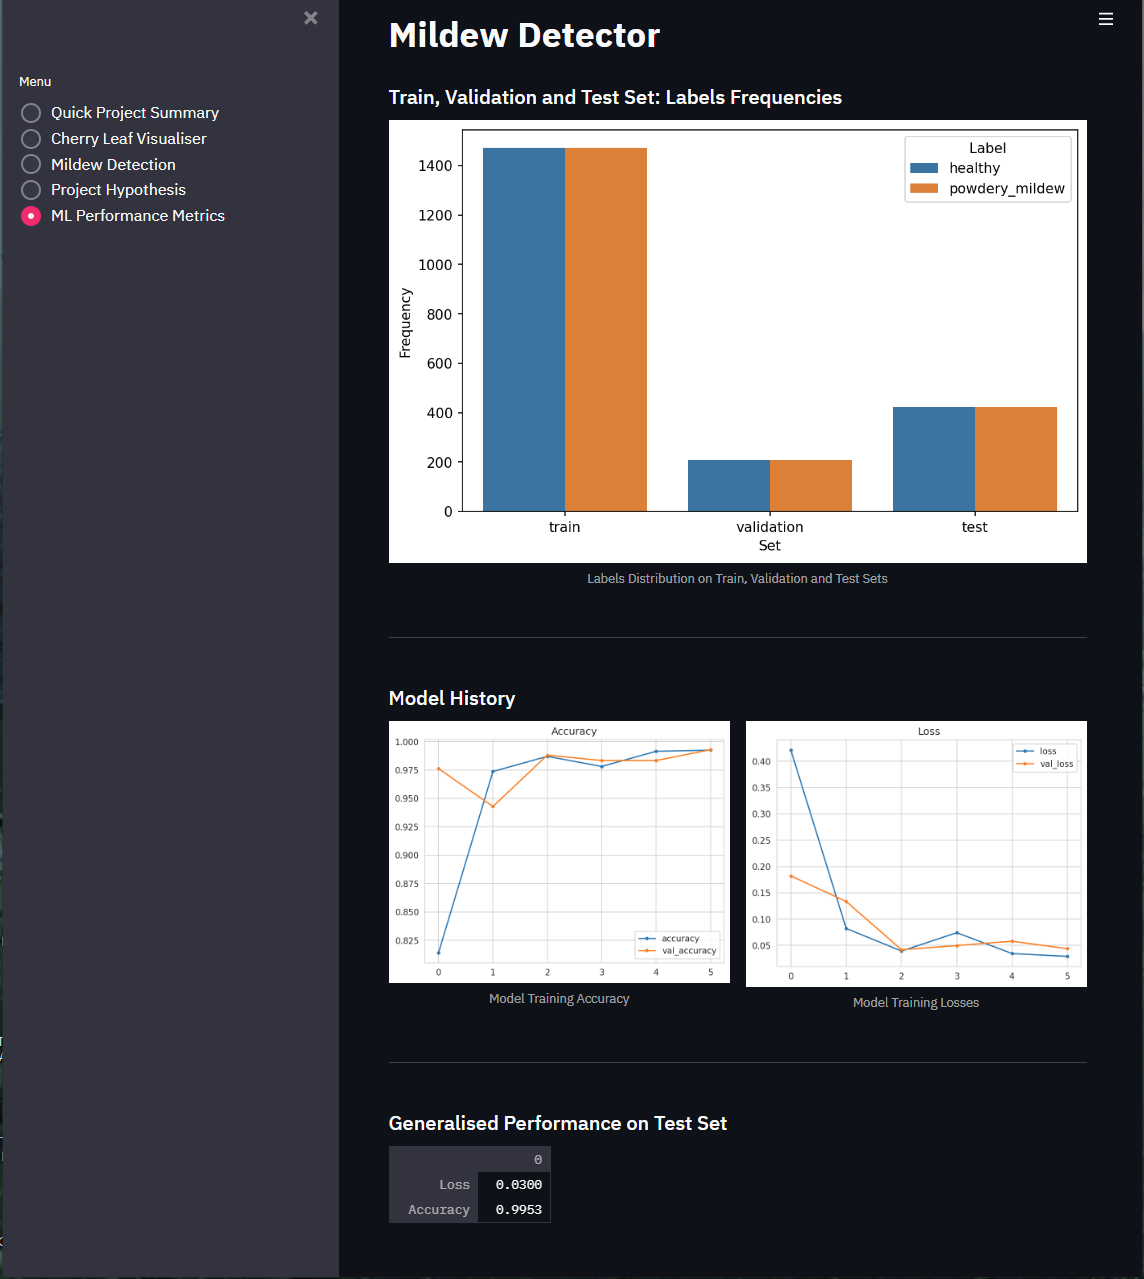 Menu
Quick Project Summary
Cherry Leaf Visualiser
Mildew Detection
Project Hypothesis
ML Performance Metrics
Mildew Detector
Train, Validation and Test Set: Labels Frequencies
Label
healthy
powdery_mildew
Frequency
1400
1200
1000
800
600
400
200
0
train validation test
Set
Labels Distribution on Train, Validation and Test Sets
Model History
Accuracy
1.000
0.975
0.950
0.925
0.900
0.875
0.850
0.825
accuracy
val_accuracy
0 1 2 3 4 5
Model Training Accuracy
Loss
loss
val_loss
0.40
0.35
0.30
0.25
0.20
0.15
0.10
0.05
0 1 2 3 4 5
Model Training Losses
Generalised Performance on Test Set
0
Loss 0.0300
Accuracy 0.9953